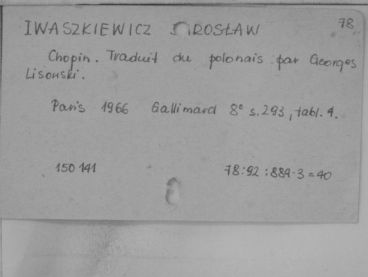 78
IWASZKIEWICZ JAROSŁAW
Chopin. Traduit du polonais par Georges
Lisowski.
Paris 1966 Gallimard 8° s. 293, tabl. 4.
150 141
78:92:884-3=40